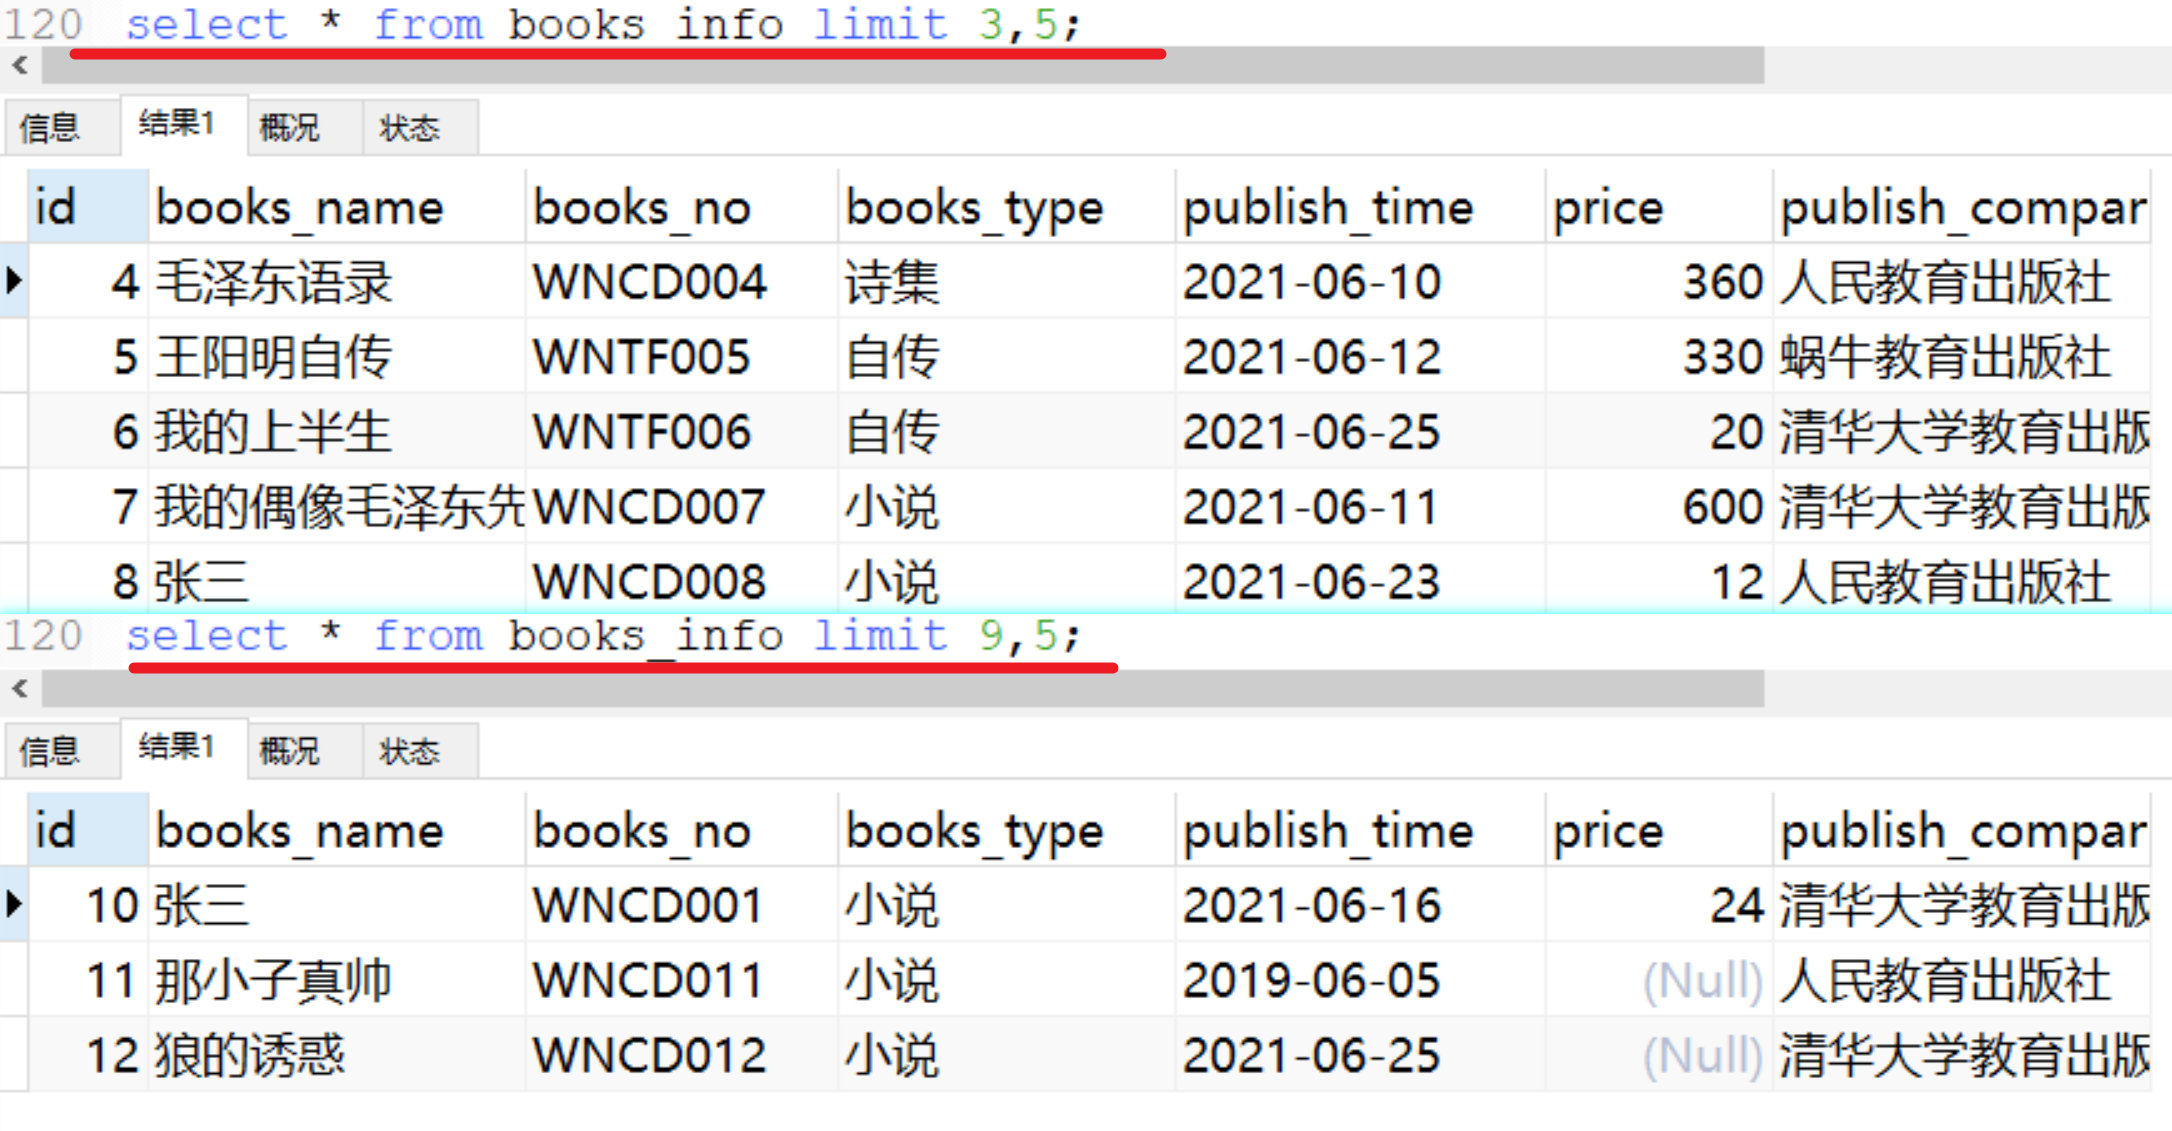 120 select * from books info limit 3,5;
信息 结果1 概况 状态
id books_name books_no books_type publish_time price publish_compar
4 毛泽东语录 WNCD004 诗集 2021-06-10 360 人民教育出版社
5 王阳明自传 WNTF005 自传 2021-06-12 330 蜗牛教育出版社
6 我的上半生 WNTF006 自传 2021-06-25 20 清华大学教育出版
7 我的偶像毛泽东先 WNCD007 小说 2021-06-11 600 清华大学教育出版
8 张三 WNCD008 小说 2021-06-23 12 人民教育出版社
120 select * from books_info limit 9,5;
信息 结果1 概况 状态
id books_name books_no books_type publish_time price publish_compar
10 张三 WNCD001 小说 2021-06-16 24 清华大学教育出版
11 那小子真帅 WNCD011 小说 2019-06-05 (Null) 人民教育出版社
12 狼的诱惑 WNCD012 小说 2021-06-25 (Null) 清华大学教育出版